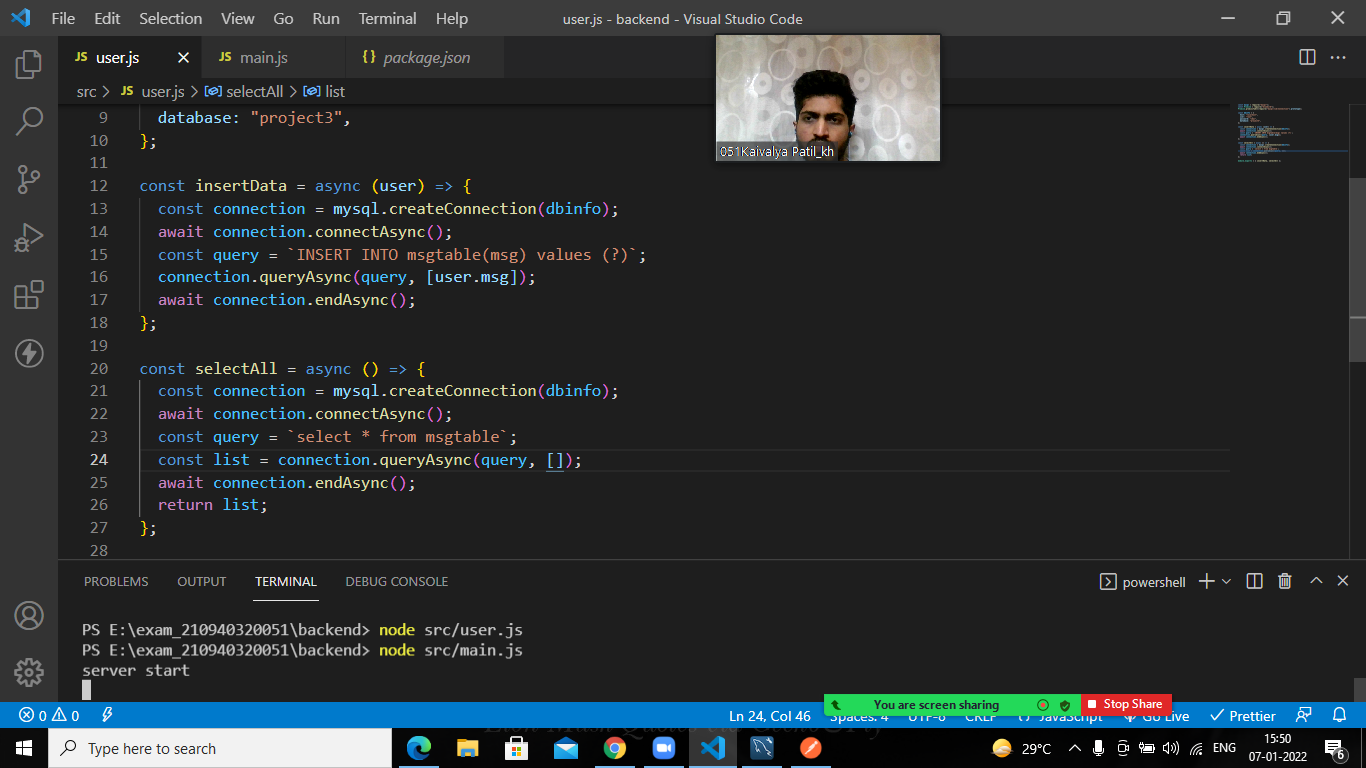 File Edit Selection View Go Run Terminal Help
user.js - backend - Visual Studio Code
JS user.js
JS main.js
{} package.json
src > JS user.js > selectAll > list
051Kaivalya Patil_kh
9 database: "project3",
10 };
11
12 const insertData = async (user) => {
13 const connection = mysql.createConnection(dbinfo);
14 await connection.connectAsync();
15 const query = `INSERT INTO msgtable(msg) values (?)`;
16 connection.queryAsync(query, [user.msg]);
17 await connection.endAsync();
18 };
19
20 const selectAll = async () => {
21 const connection = mysql.createConnection(dbinfo);
22 await connection.connectAsync();
23 const query = `select * from msgtable`;
24 const list = connection.queryAsync(query, []);
25 await connection.endAsync();
26 return list;
27 };
28
PROBLEMS OUTPUT TERMINAL DEBUG CONSOLE
powershell
PS E:\exam_210940320051\backend> node src/user.js
PS E:\exam_210940320051\backend> node src/main.js
server start
You are screen sharing Stop Share
0 0 Ln 24, Col 46 Spaces: 4 UTF-8 CRLF {} JavaScript Go Live Prettier
Type here to search
29°C ENG
15:50
07-01-2022
6